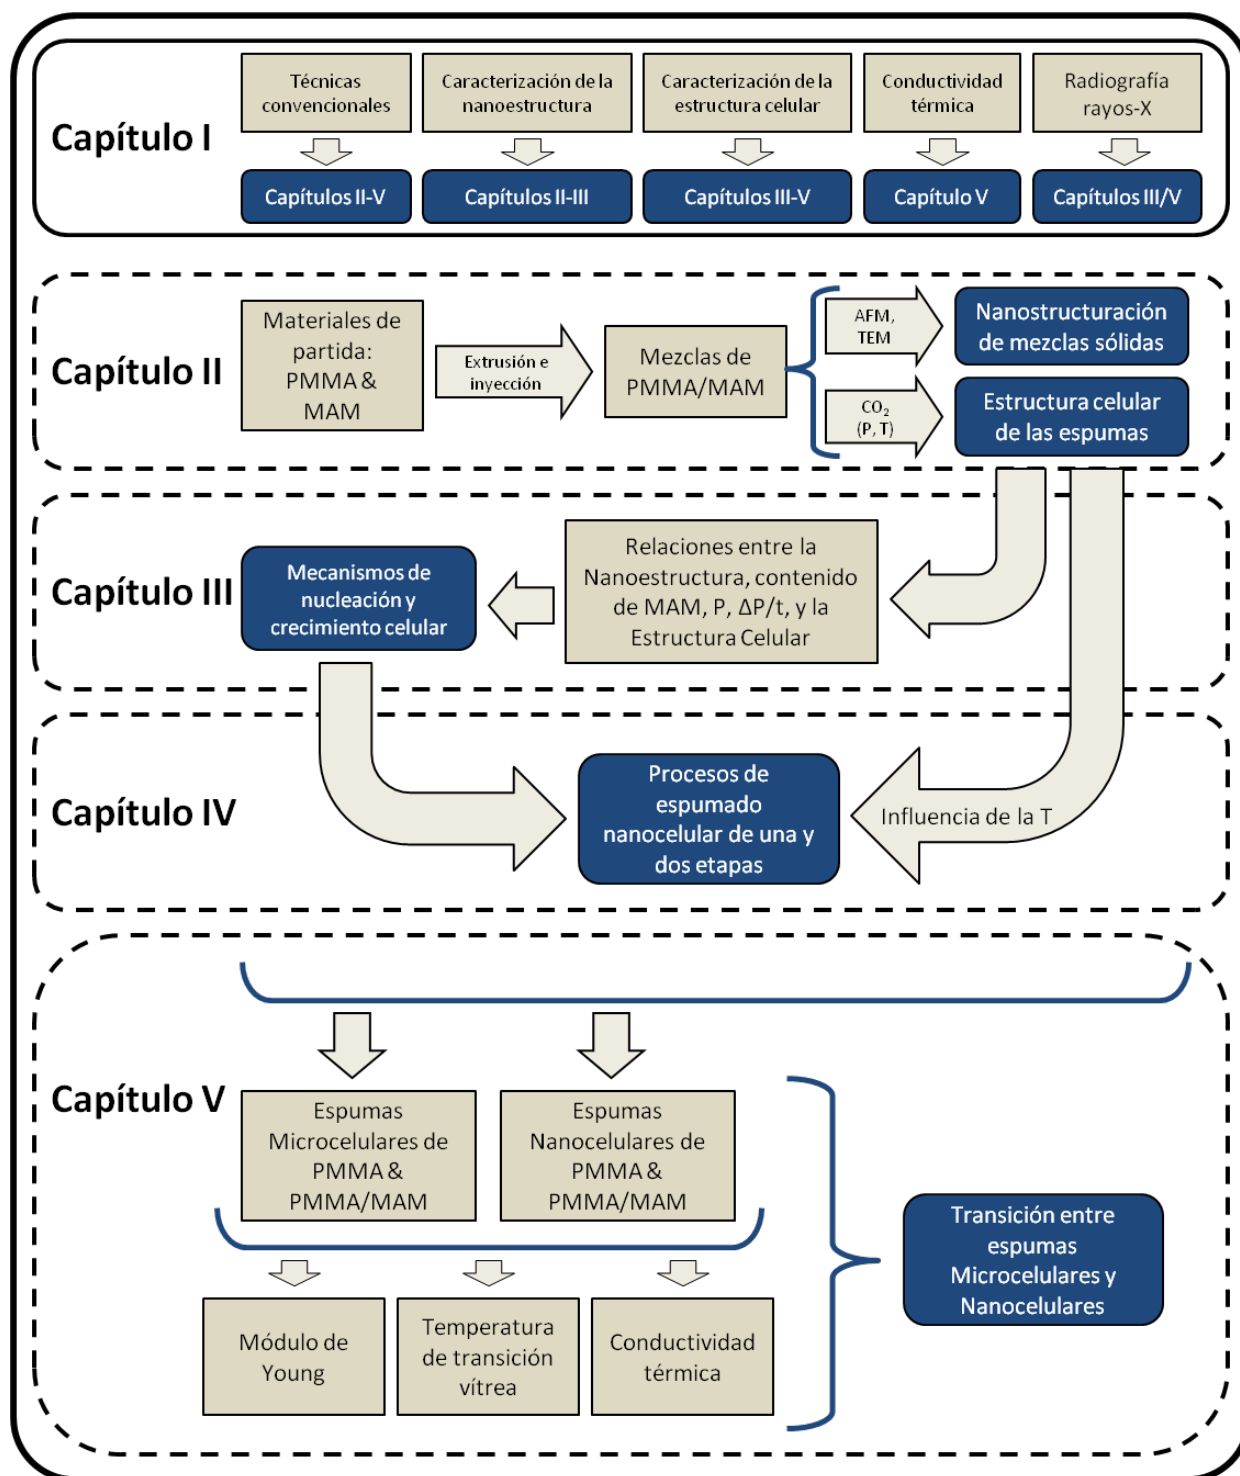 Capítulo I
Técnicas
convencionales
Caracterización de la
nanoestructura
Caracterización de la
estructura celular
Conductividad
térmica
Radiografía
rayos-X
Capítulos II-V
Capítulos II-III
Capítulos III-V
Capítulo V
Capítulos III/V
Capítulo II
Materiales de
partida:
PMMA &
MAM
Extrusión e
inyección
Mezclas de
PMMA/MAM
AFM,
TEM
Nanostructuración
de mezclas sólidas
CO₂
(P, T)
Estructura celular
de las espumas
Capítulo III
Mecanismos de
nucleación y
crecimiento celular
Relaciones entre la
Nanoestructura, contenido
de MAM, P, ΔP/t, y la
Estructura Celular
Capítulo IV
Procesos de
espumado
nanocelular de una y
dos etapas
Influencia de la T
Capítulo V
Espumas
Microcelulares de
PMMA &
PMMA/MAM
Espumas
Nanocelulares de
PMMA &
PMMA/MAM
Módulo de
Young
Temperatura
de transición
vítrea
Conductividad
térmica
Transición entre
espumas
Microcelulares y
Nanocelulares